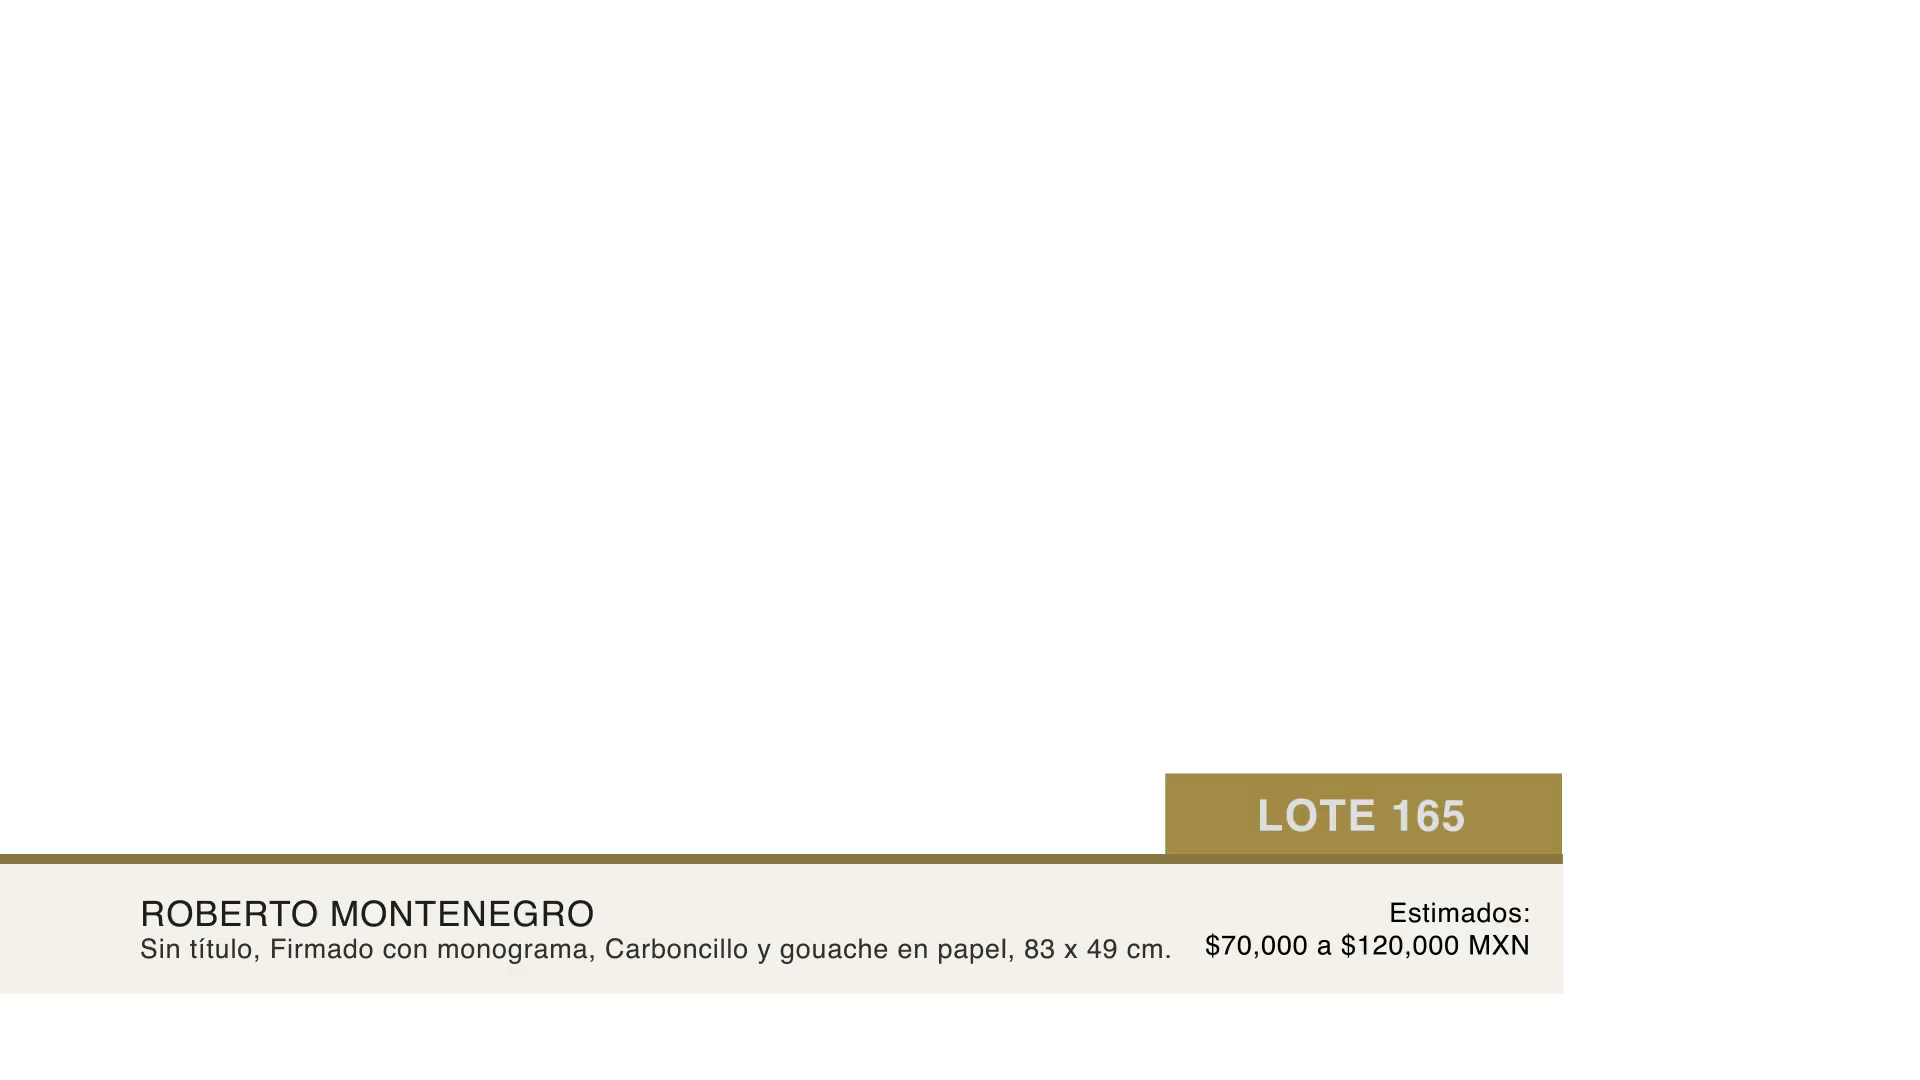 LOTE 165
ROBERTO MONTENEGRO
Sin título, Firmado con monograma, Carboncillo y gouache en papel, 83 x 49 cm.
Estimados:
$70,000 a $120,000 MXN